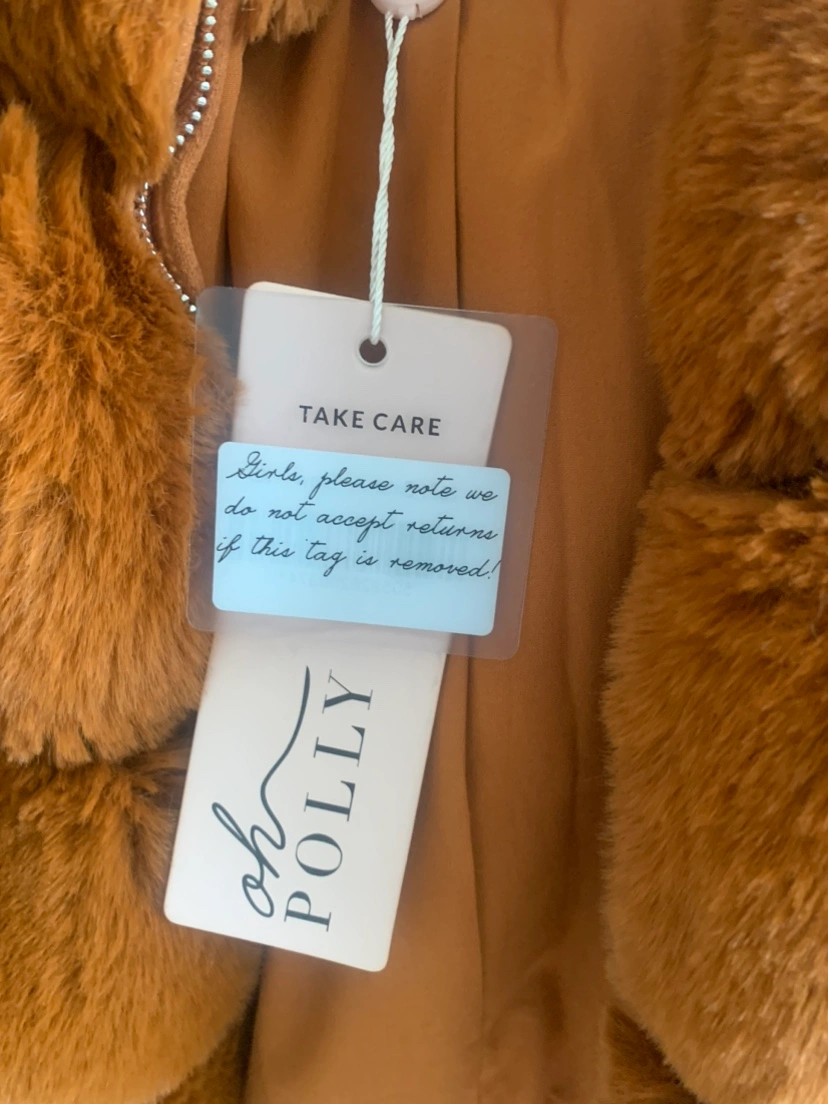 TAKE CARE
Girls, please note we
do not accept returns
if this tag is removed!
oh
POLLY